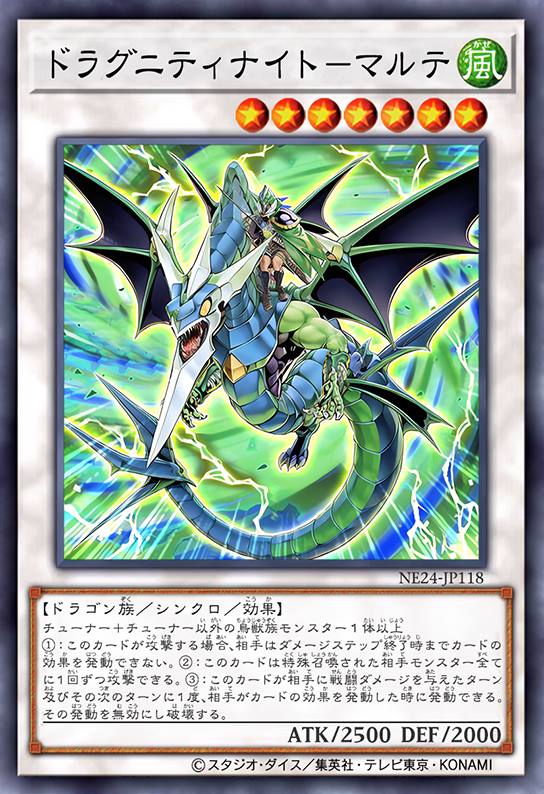 ドラグニティナイト－マルテ
風
NE24-JP118
【ドラゴン族／シンクロ／効果】
チューナー＋チューナー以外の鳥獣族モンスター１体以上
①：このカードが攻撃する場合、相手はダメージステップ終了時までカードの
効果を発動できない。②：このカードは特殊召喚された相手モンスター全て
に１回ずつ攻撃できる。③：このカードが相手に戦闘ダメージを与えたターン
及びその次のターンに１度、相手がカードの効果を発動した時に発動できる。
その発動を無効にし破壊する。
ATK/2500 DEF/2000
©スタジオ・ダイス／集英社・テレビ東京・KONAMI